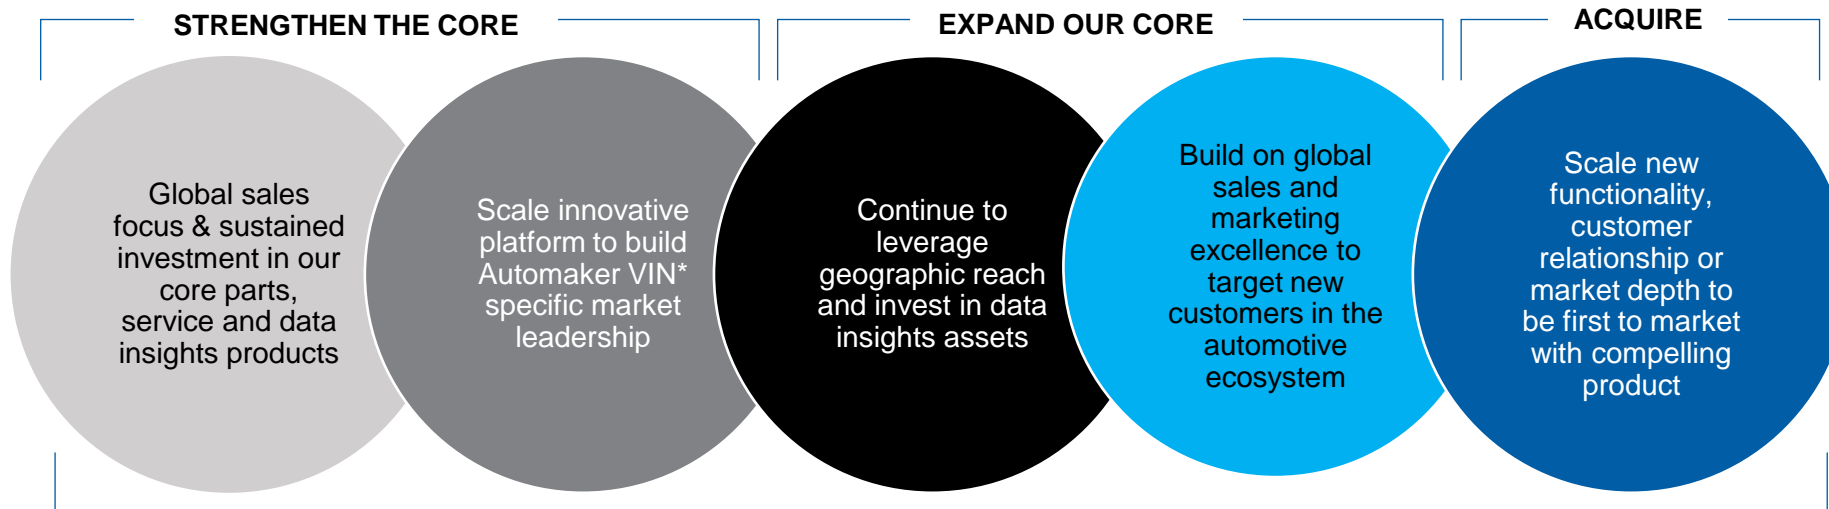 STRENGTHEN THE CORE
EXPAND OUR CORE
ACQUIRE
Global sales
focus & sustained
investment in our
core parts,
service and data
insights products
Scale innovative
platform to build
Automaker VIN*
specific market
leadership
Continue to
leverage
geographic reach
and invest in data
insights assets
Build on global
sales and
marketing
excellence to
target new
customers in the
automotive
ecosystem
Scale new
functionality,
customer
relationship or
market depth to
be first to market
with compelling
product